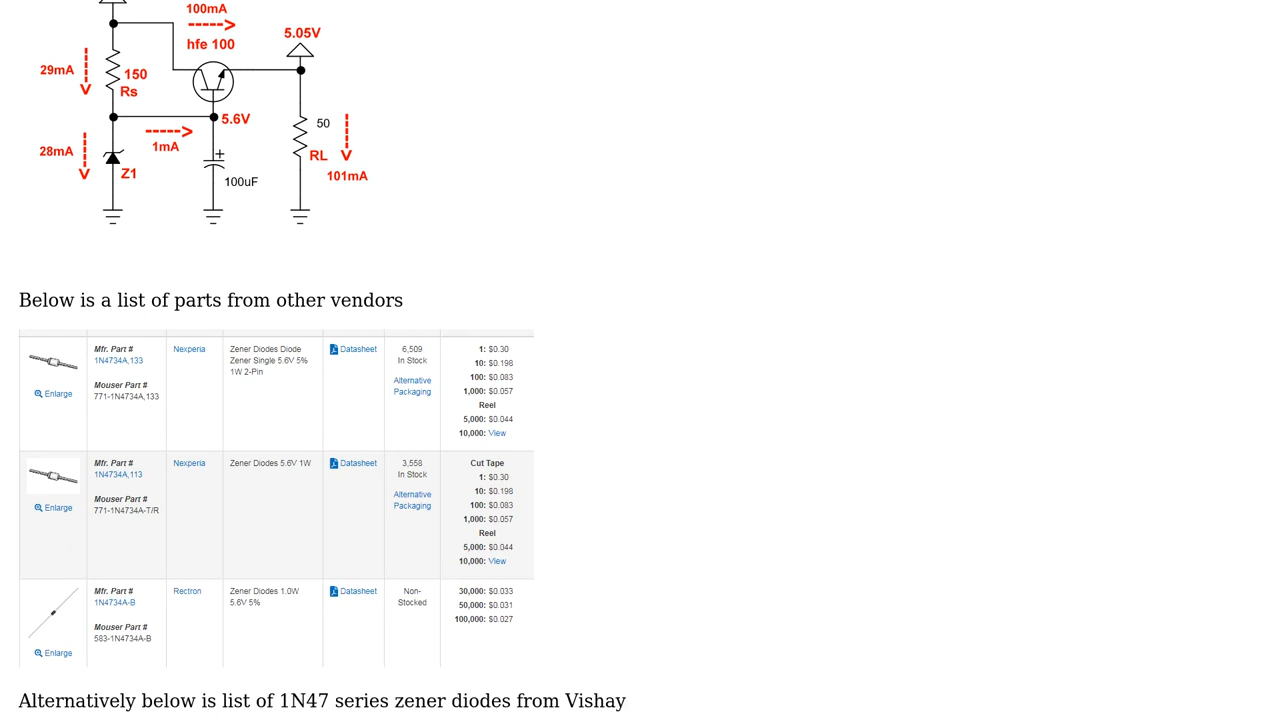 100mA
----->
hfe 100
5.05V
29mA
150
Rs
5.6V
----->
1mA
28mA
Z1
+
100uF
50
RL
101mA
Below is a list of parts from other vendors
Mfr. Part #
1N4734A,133
Mouser Part #
771-1N4734A,133
Enlarge
Nexperia
Zener Diodes Diode
Zener Single 5.6V 5%
1W 2-Pin
Datasheet
6,509
In Stock
Alternative
Packaging
1: $0.30
10: $0.198
100: $0.083
1,000: $0.057
Reel
5,000: $0.044
10,000: View
Mfr. Part #
1N4734A,113
Mouser Part #
771-1N4734A-T/R
Enlarge
Nexperia
Zener Diodes 5.6V 1W
Datasheet
3,558
In Stock
Alternative
Packaging
Cut Tape
1: $0.30
10: $0.198
100: $0.083
1,000: $0.057
Reel
5,000: $0.044
10,000: View
Mfr. Part #
1N4734A-B
Mouser Part #
583-1N4734A-B
Enlarge
Rectron
Zener Diodes 1.0W
5.6V 5%
Datasheet
Non-
Stocked
30,000: $0.033
50,000: $0.031
100,000: $0.027
Alternatively below is list of 1N47 series zener diodes from Vishay